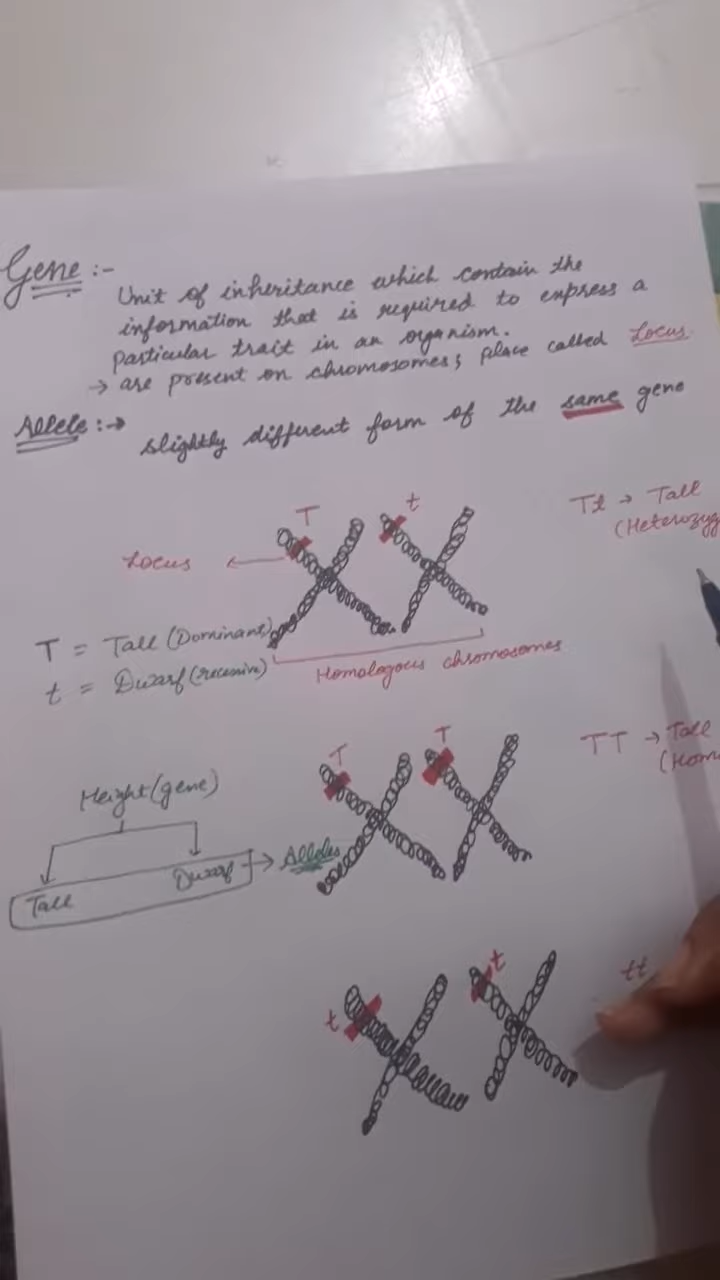 Gene :-
Unit of inheritance which contain the
information that is required to express a
particular trait in an organism.
→ are present on chromosomes; place called Locus.
Allele :→
slightly different form of the same gene
T t
Tt → Tall
(Heterozyg
Locus
T = Tall (Dominant)
t = Dwarf (recessive)
Homologous chromosomes
T T
TT → Tall
(Hom
Height (gene)
Tall Dwarf → Alleles
t t
tt